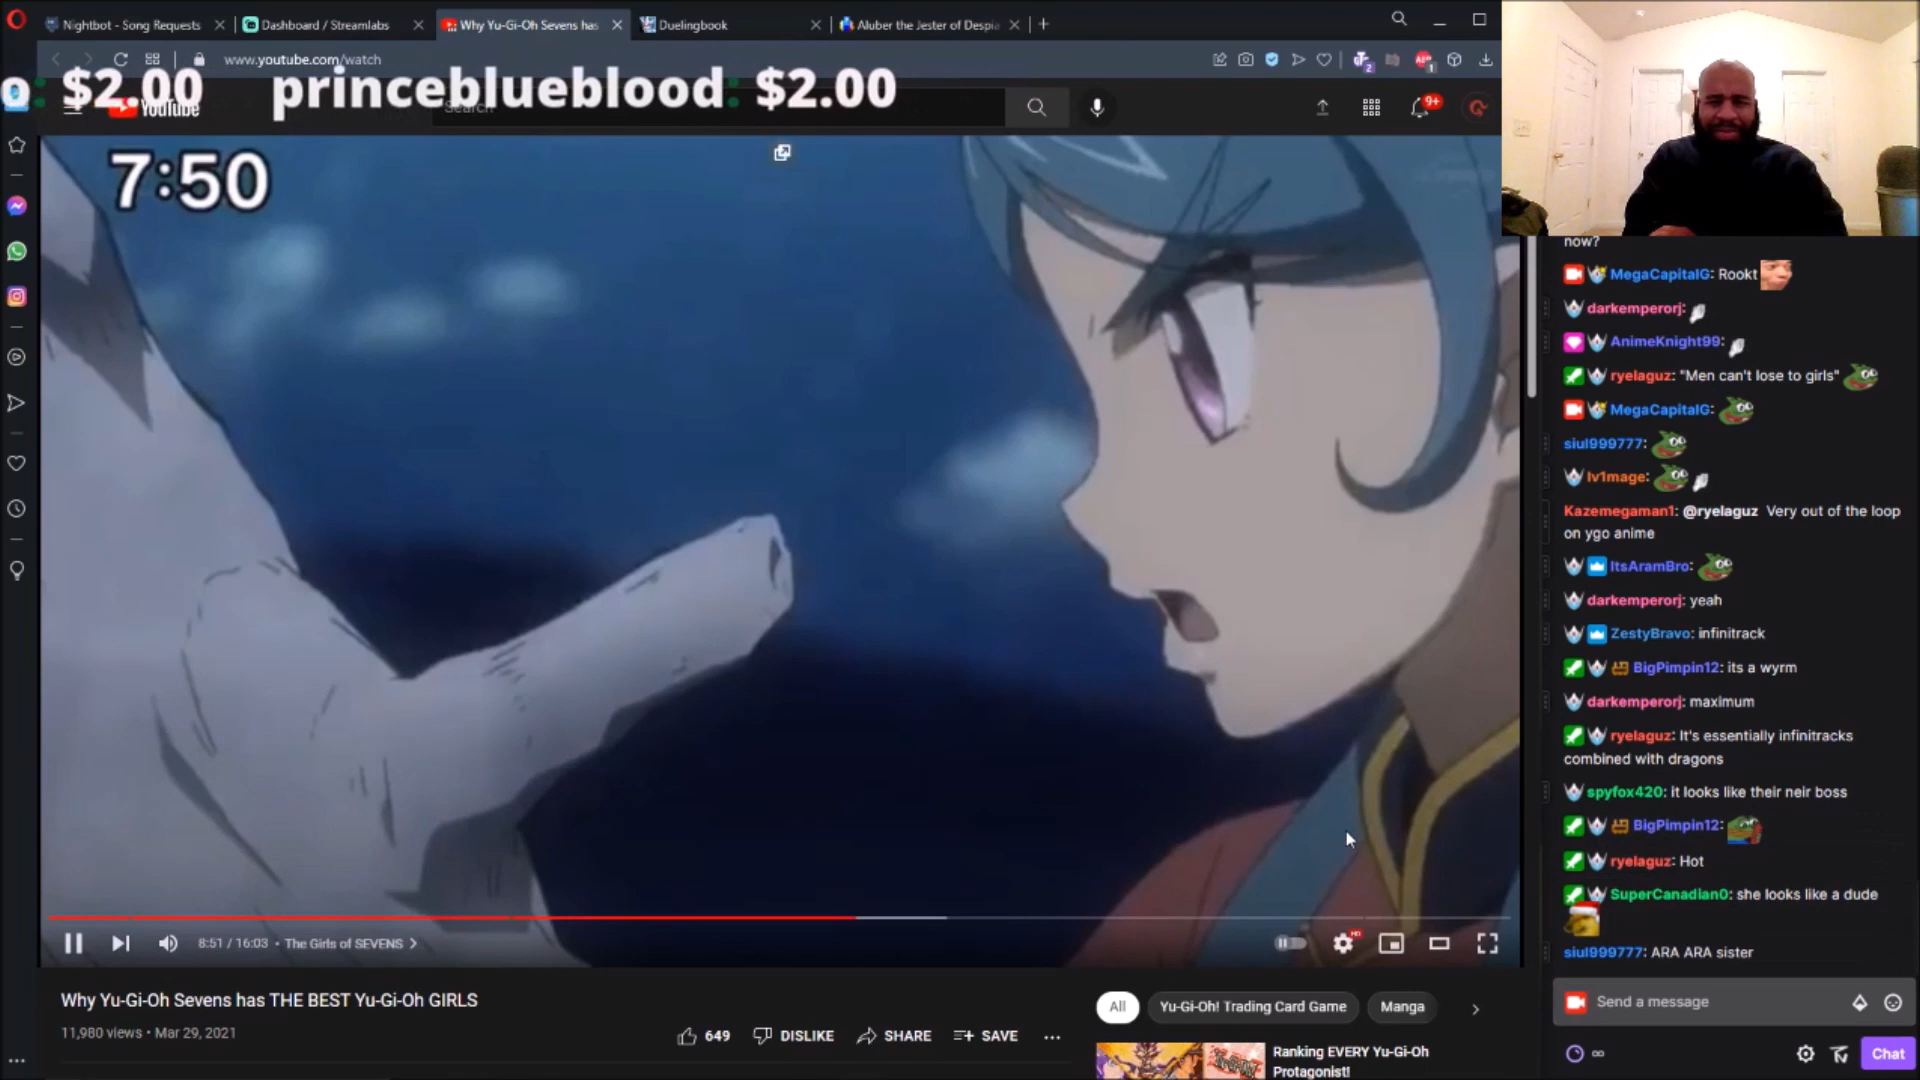 Nightbot - Song Requests
Dashboard / Streamlabs
Why Yu-Gi-Oh Sevens has
Duelingbook
Aluber the Jester of Despia
www.youtube.com/watch
2
1
o: $2.00 princeblueblood: $2.00
YouTube
Search
9+
7:50
now?
MegaCapitalG: Rookt
darkemperorj:
AnimeKnight99:
ryelaguz: "Men can't lose to girls"
MegaCapitalG:
siul999777:
lv1mage:
Kazemegaman1: @ryelaguz Very out of the loop
on ygo anime
ItsAramBro:
darkemperorj: yeah
ZestyBravo: infinitrack
BigPimpin12: its a wyrm
darkemperorj: maximum
ryelaguz: It's essentially infinitracks
combined with dragons
spyfox420: it looks like their neir boss
BigPimpin12:
ryelaguz: Hot
SuperCanadian0: she looks like a dude
siul999777: ARA ARA sister
8:51 / 16:03 • The Girls of SEVENS
HD
Why Yu-Gi-Oh Sevens has THE BEST Yu-Gi-Oh GIRLS
11,980 views • Mar 29, 2021
649
DISLIKE
SHARE
SAVE
All
Yu-Gi-Oh! Trading Card Game
Manga
Ranking EVERY Yu-Gi-Oh
Protagonist!
Send a message
Chat